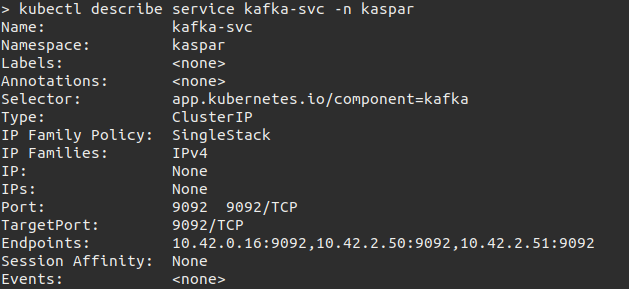 > kubectl describe service kafka-svc -n kaspar
Name:              kafka-svc
Namespace:         kaspar
Labels:            <none>
Annotations:       <none>
Selector:          app.kubernetes.io/component=kafka
Type:              ClusterIP
IP Family Policy:  SingleStack
IP Families:       IPv4
IP:                None
IPs:               None
Port:              9092  9092/TCP
TargetPort:        9092/TCP
Endpoints:         10.42.0.16:9092,10.42.2.50:9092,10.42.2.51:9092
Session Affinity:  None
Events:            <none>